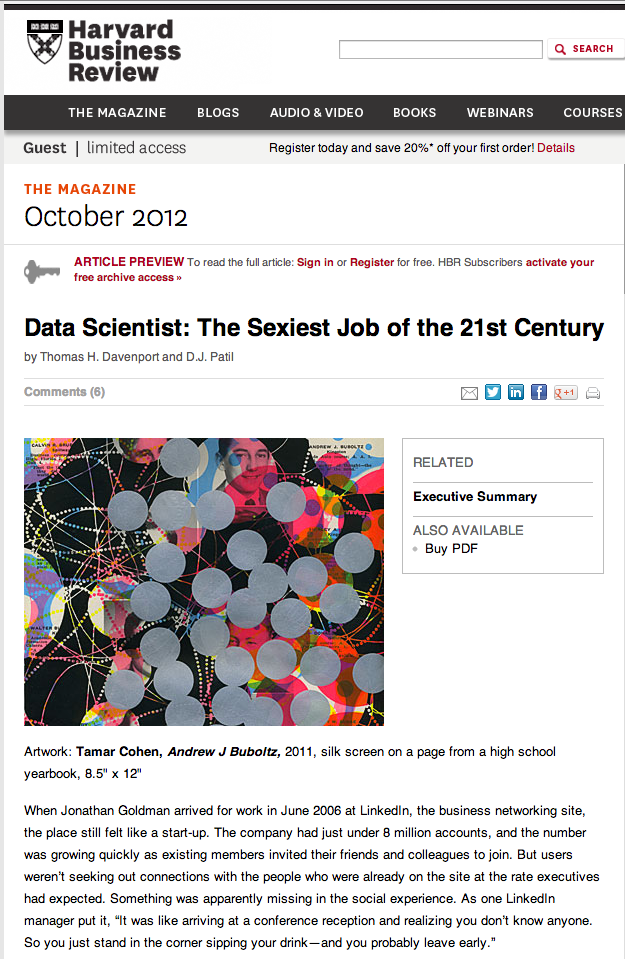 Harvard
Business
Review
SEARCH
THE MAGAZINE BLOGS AUDIO & VIDEO BOOKS WEBINARS COURSES
Guest | limited access Register today and save 20%* off your first order! Details
THE MAGAZINE
October 2012
ARTICLE PREVIEW To read the full article: Sign in or Register for free. HBR Subscribers activate your
free archive access »
Data Scientist: The Sexiest Job of the 21st Century
by Thomas H. Davenport and D.J. Patil
Comments (6)
g +1
ANDREW J. BUBOLTZ
RELATED
Executive Summary
ALSO AVAILABLE
Buy PDF
Artwork: Tamar Cohen, Andrew J Buboltz, 2011, silk screen on a page from a high school
yearbook, 8.5" x 12"
When Jonathan Goldman arrived for work in June 2006 at LinkedIn, the business networking site,
the place still felt like a start-up. The company had just under 8 million accounts, and the number
was growing quickly as existing members invited their friends and colleagues to join. But users
weren’t seeking out connections with the people who were already on the site at the rate executives
had expected. Something was apparently missing in the social experience. As one LinkedIn
manager put it, “It was like arriving at a conference reception and realizing you don’t know anyone.
So you just stand in the corner sipping your drink—and you probably leave early.”